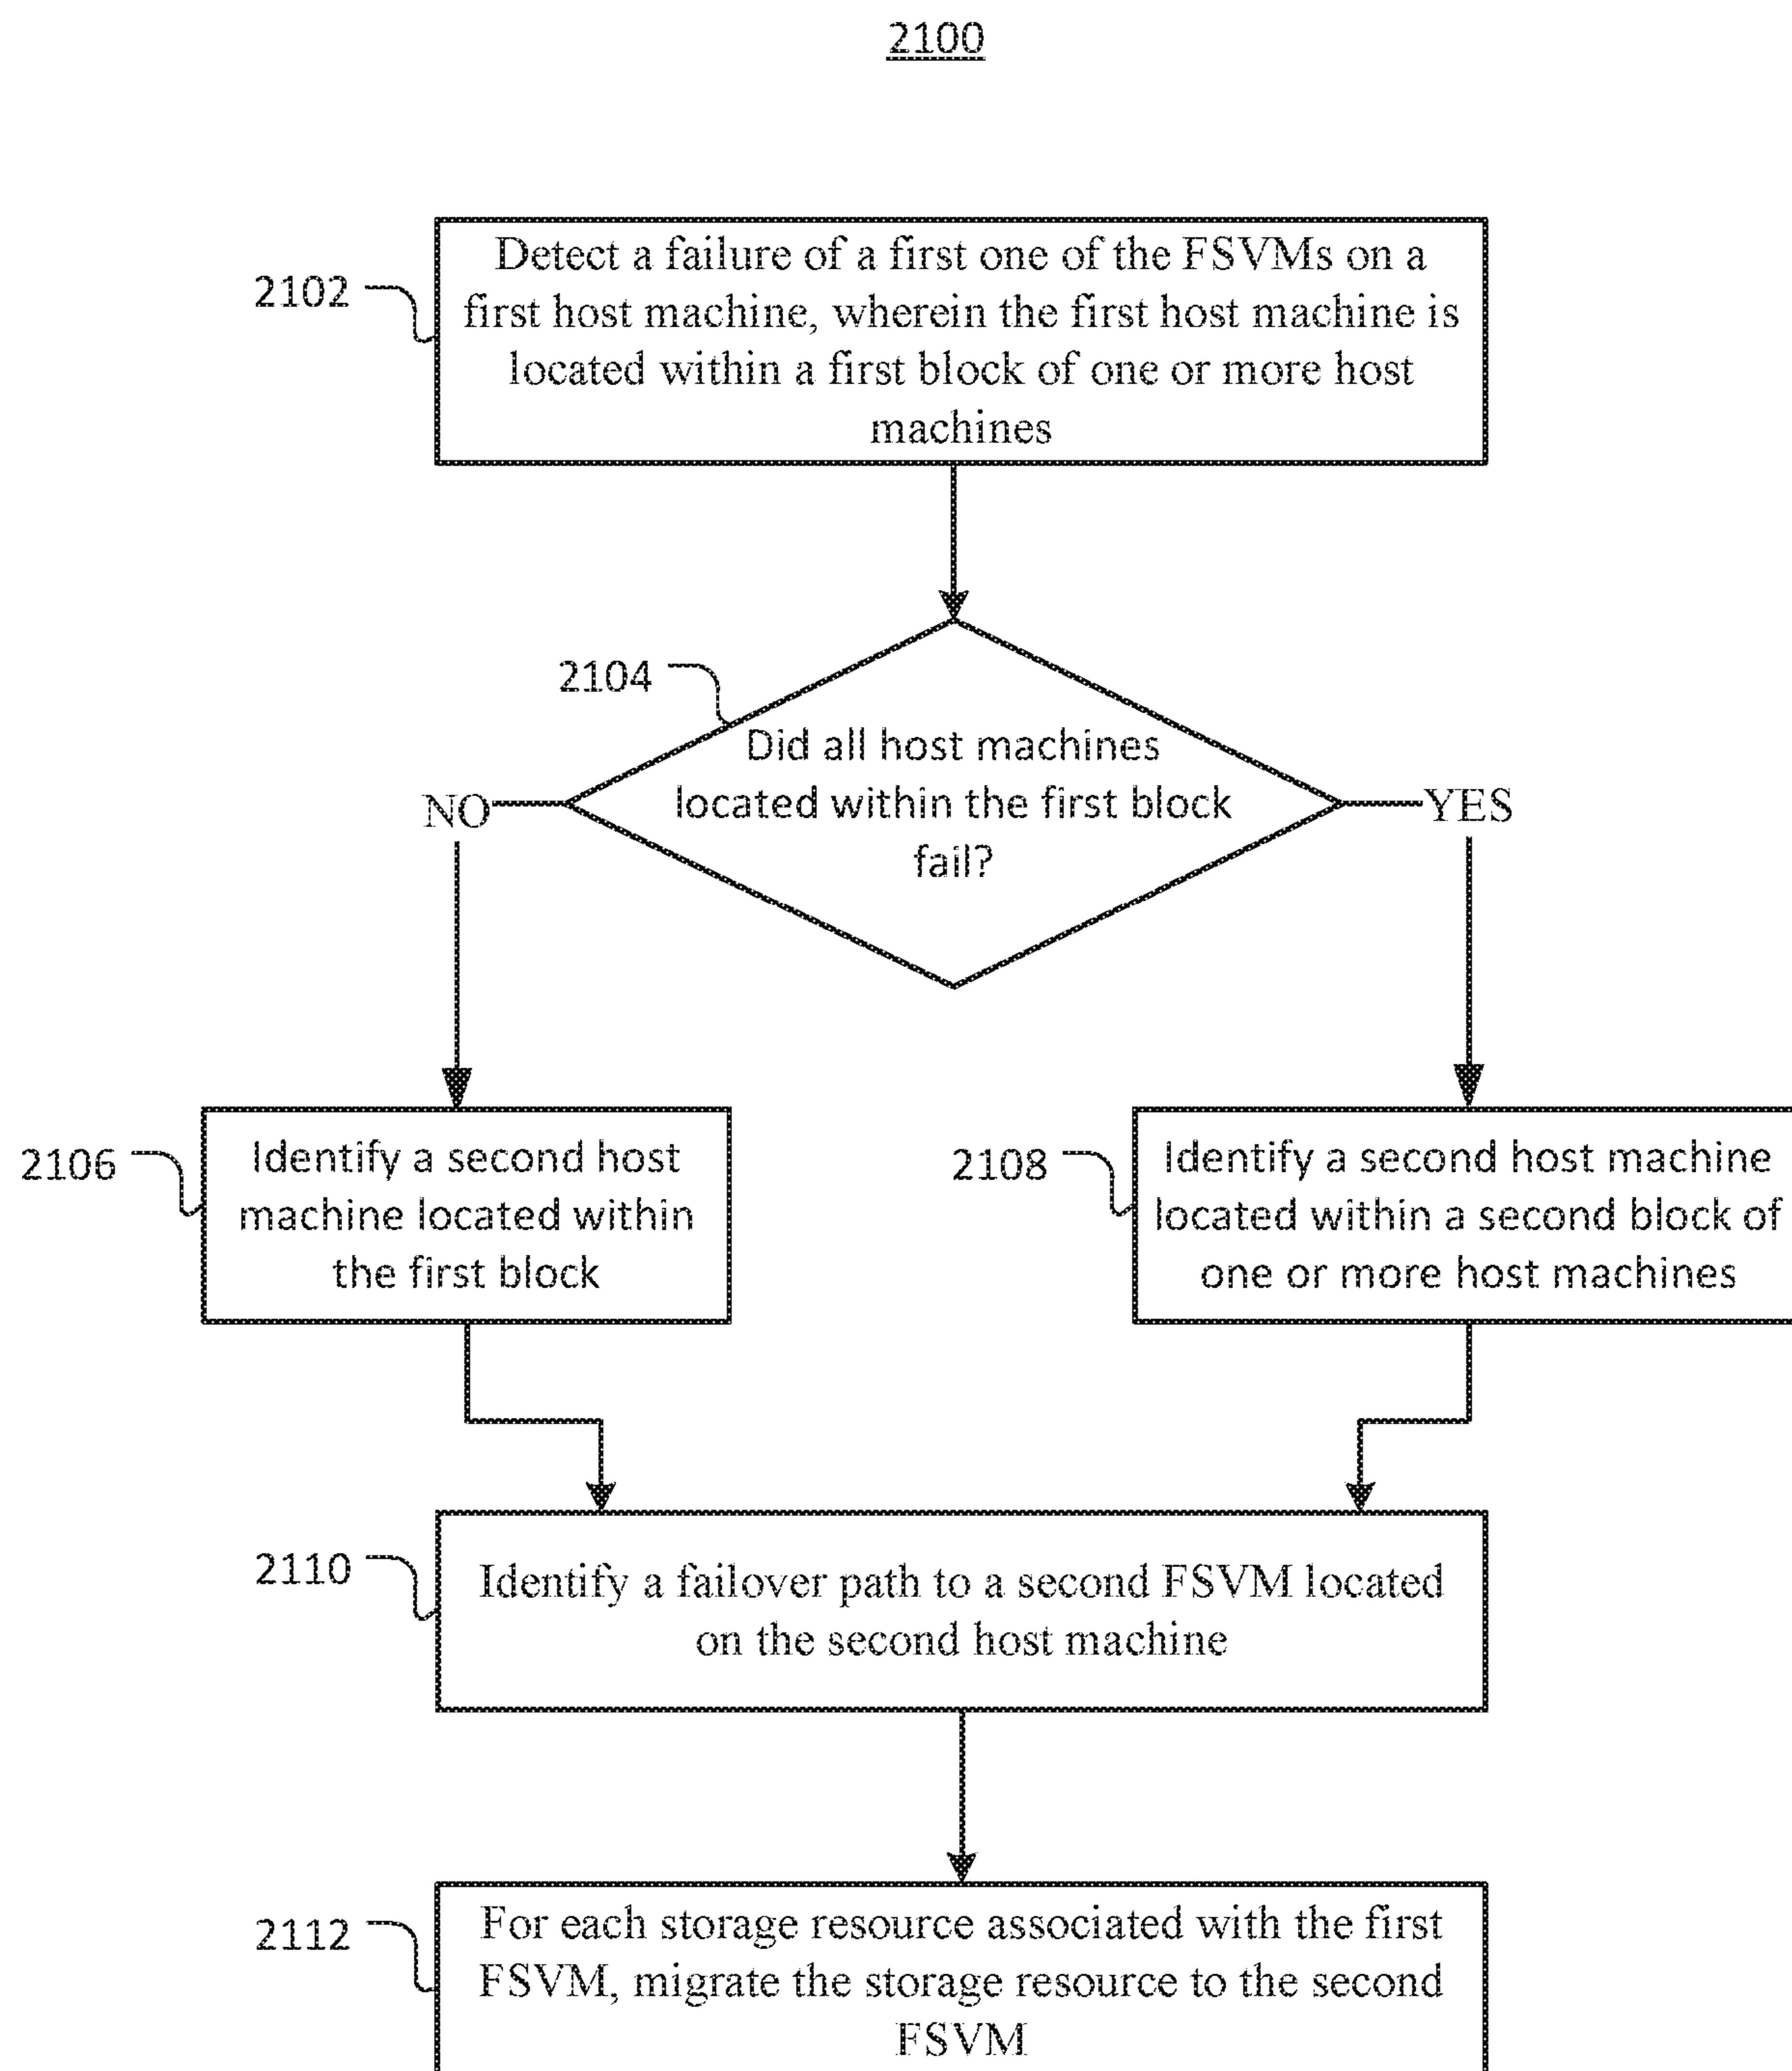 2100
2102
Detect a failure of a first one of the FSVMs on a
first host machine, wherein the first host machine is
located within a first block of one or more host
machines
2104
Did all host machines
located within the first block
fail?
NO
YES
2106
Identify a second host
machine located within
the first block
2108
Identify a second host machine
located within a second block of
one or more host machines
2110
Identify a failover path to a second FSVM located
on the second host machine
2112
For each storage resource associated with the first
FSVM, migrate the storage resource to the second
FSVM